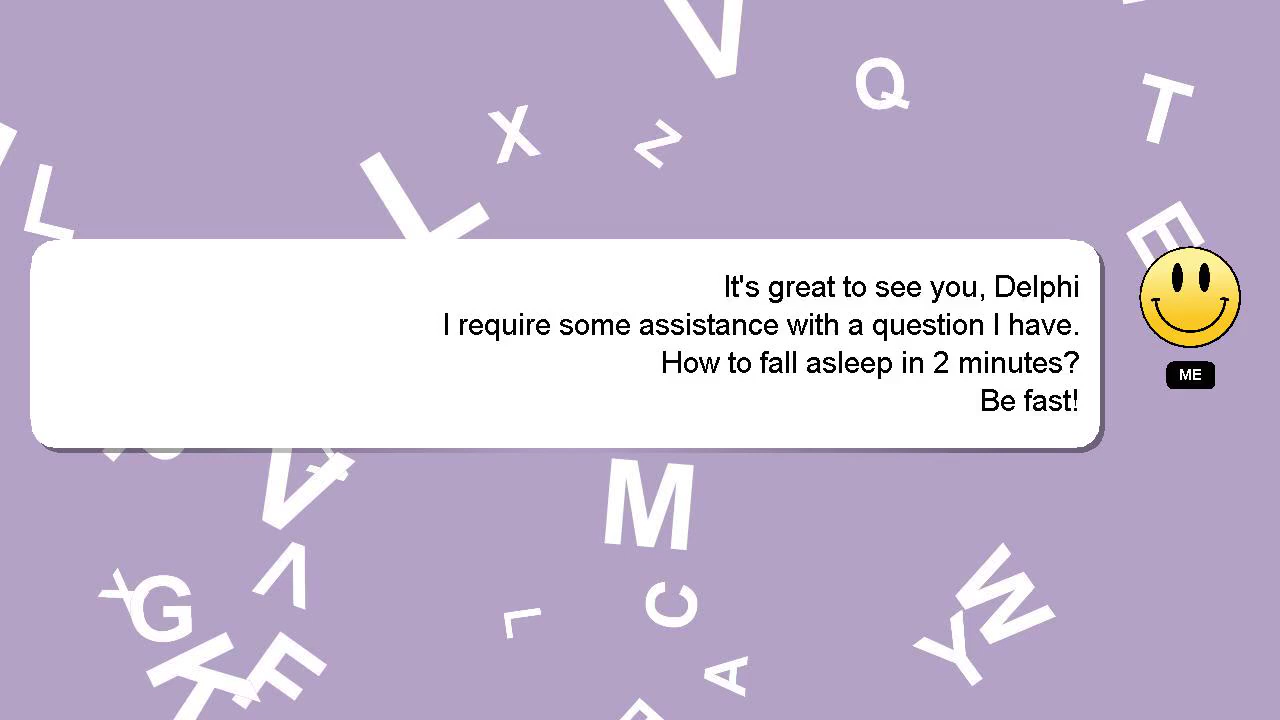 V
Q
T
X
Z
L
L
E
It's great to see you, Delphi
I require some assistance with a question I have.
How to fall asleep in 2 minutes?
Be fast!
ME
V
M
V
X
G
C
W
L
Y
K
F
A